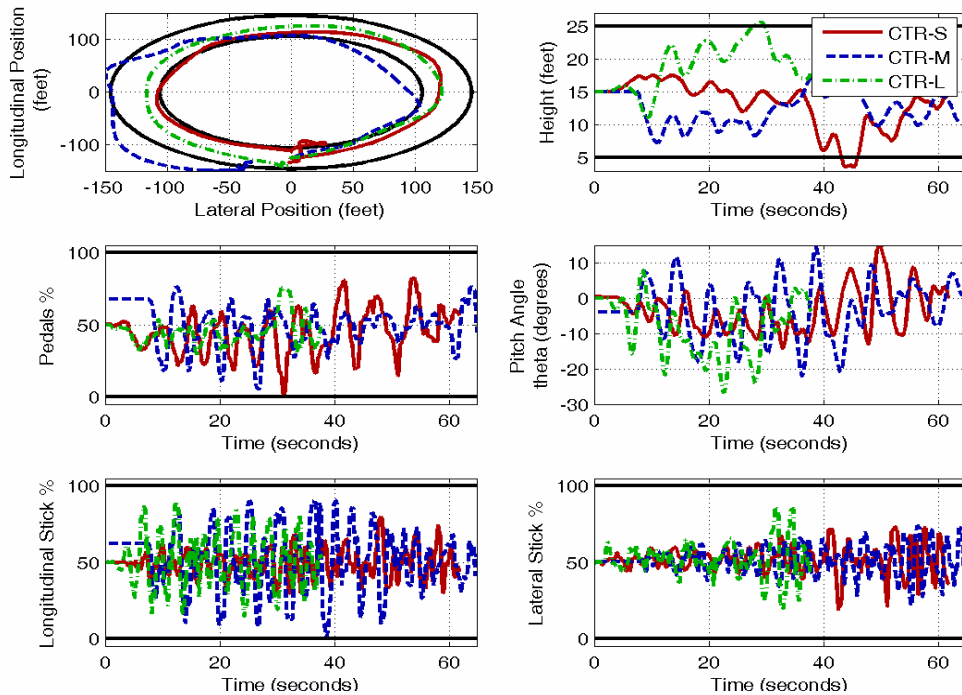 Longitudinal Position
(feet)
100
0
-100
-150
-100
-50
0
50
100
150
Lateral Position (feet)
Height (feet)
25
20
15
10
5
0
20
40
60
Time (seconds)
CTR-S
CTR-M
CTR-L
Pedals %
100
50
0
0
20
40
60
Time (seconds)
Pitch Angle
theta (degrees)
10
0
-10
-20
-30
0
20
40
60
Time (seconds)
Longitudinal Stick %
100
50
0
0
20
40
60
Time (seconds)
Lateral Stick %
100
50
0
0
20
40
60
Time (seconds)